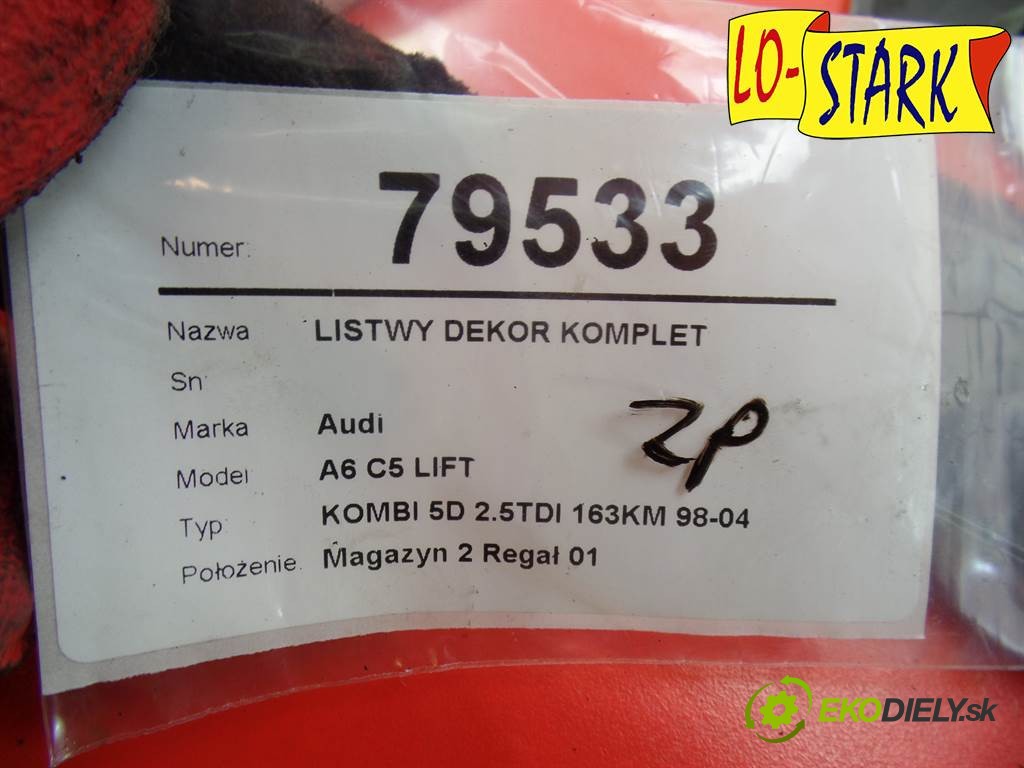 LO-STARK
Numer: 79533
Nazwa LISTWY DEKOR KOMPLET
Sn:
Marka Audi
Model A6 C5 LIFT
Typ: KOMBI 5D 2.5TDI 163KM 98-04
Położenie: Magazyn 2 Regał 01
ZP
EKODIELY.sk